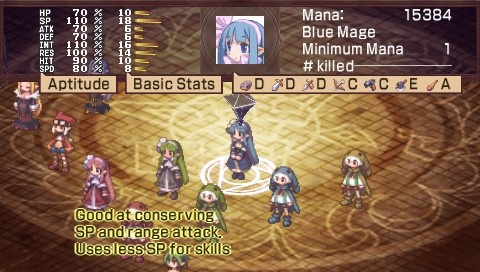 HP 70 % 10
SP 110 % 18
ATK 70 % 6
DEF 70 % 6
INT 110 % 16
RES 100 % 14
HIT 90 % 10
SPD 80 % 8
Mana: 15384
Blue Mage
Minimum Mana 1
# killed
Aptitude
Basic Stats
D D D C C E A
Good at conserving
SP and range attack.
Uses less SP for skills